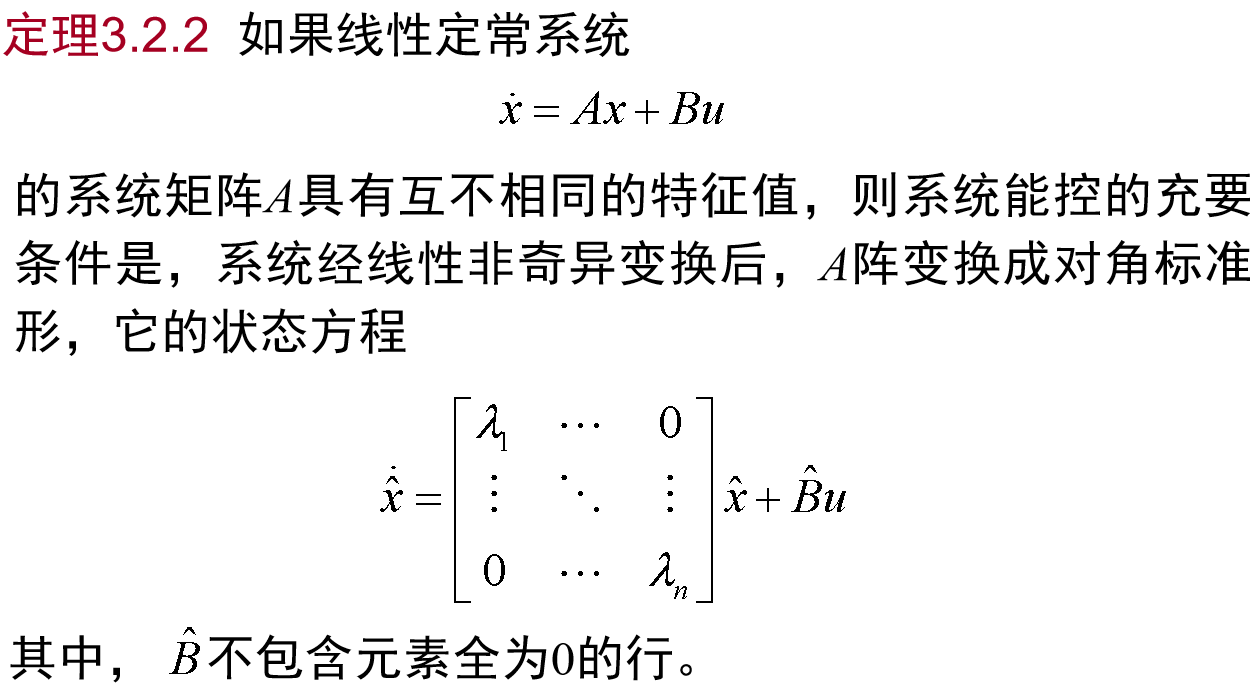 定理3.2.2 如果线性定常系统
ẋ = Ax + Bu
的系统矩阵A具有互不相同的特征值，则系统能控的充要
条件是，系统经线性非奇异变换后，A阵变换成对角标准
形，它的状态方程
λ₁ ⋯ 0
x̂̇ = ⋮ ⋱ ⋮ x̂ + B̂u
0 ⋯ λₙ
其中， B̂不包含元素全为0的行。